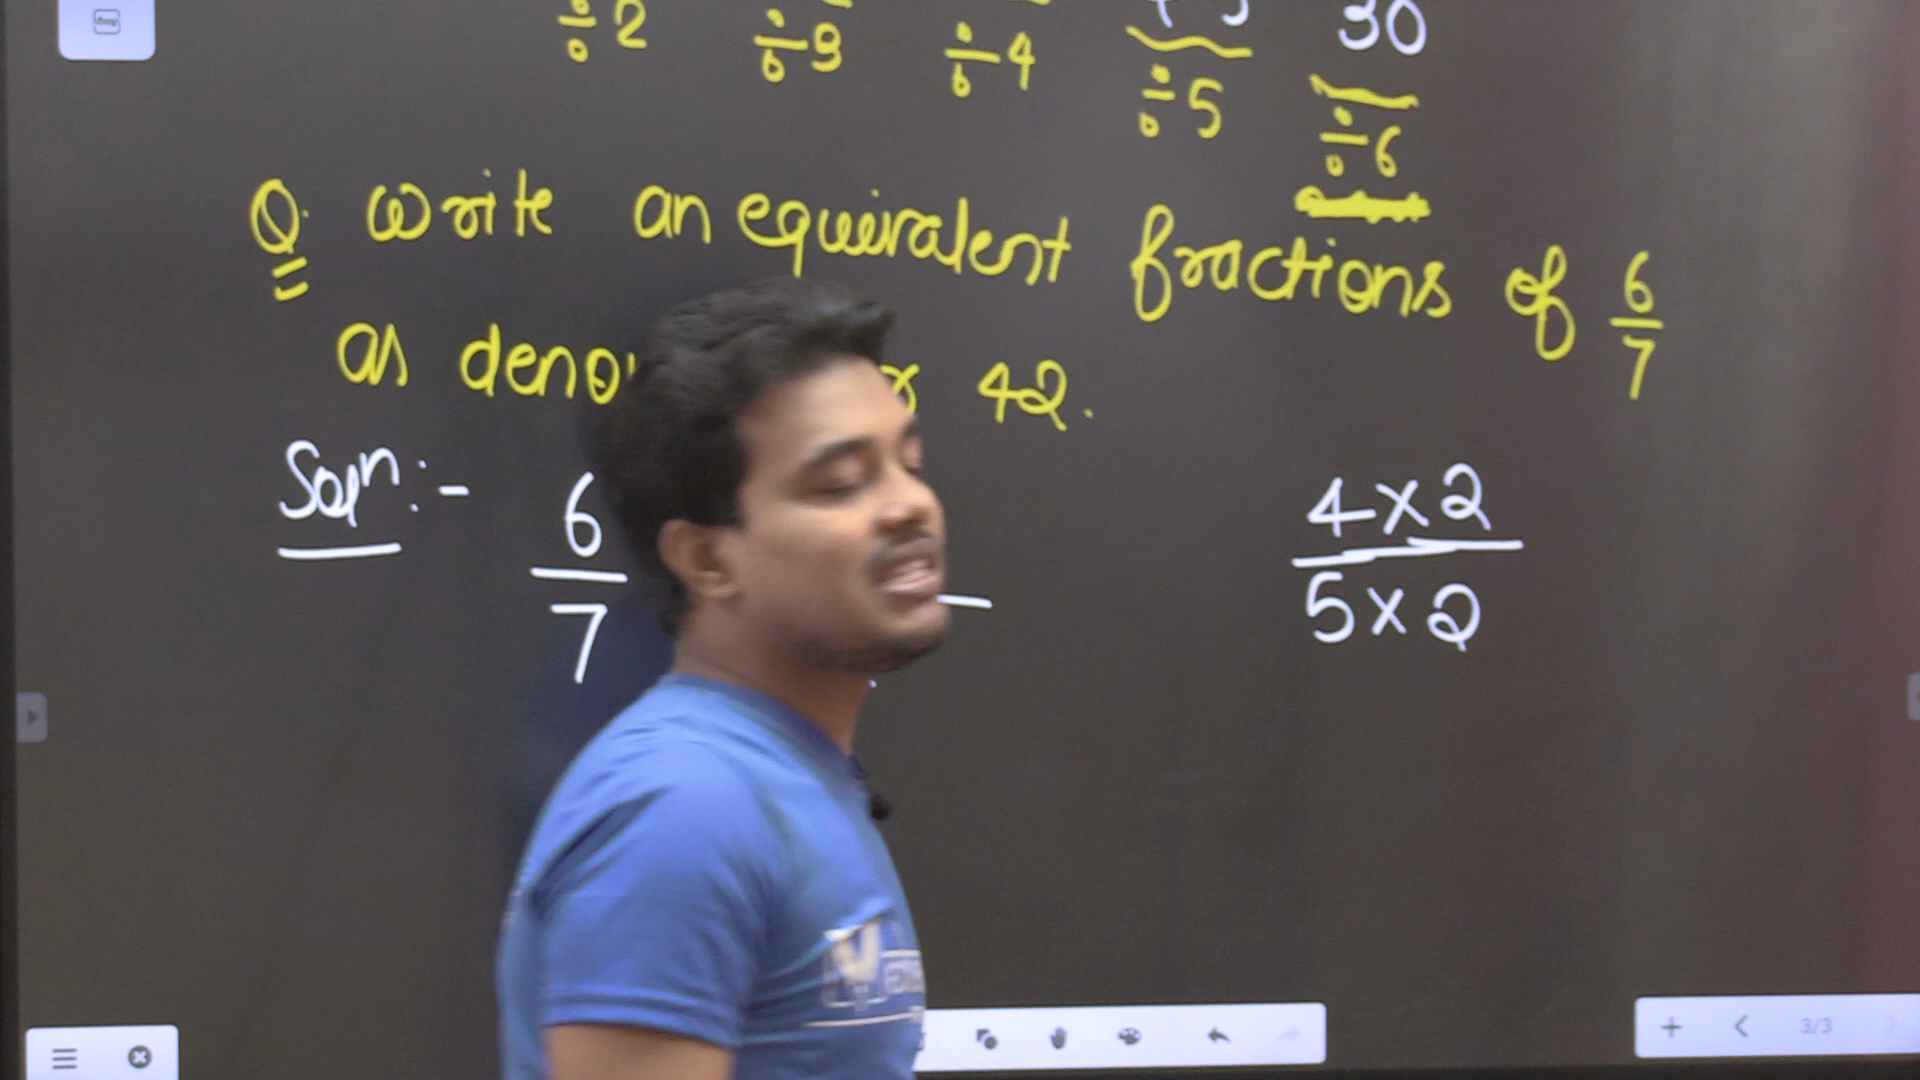 ÷2 ÷3 ÷4 ÷5 30
÷6
Q. Write an equivalent fractions of 6/7
as 42.
Soln:- 6/7
4×2
5×2
3/3